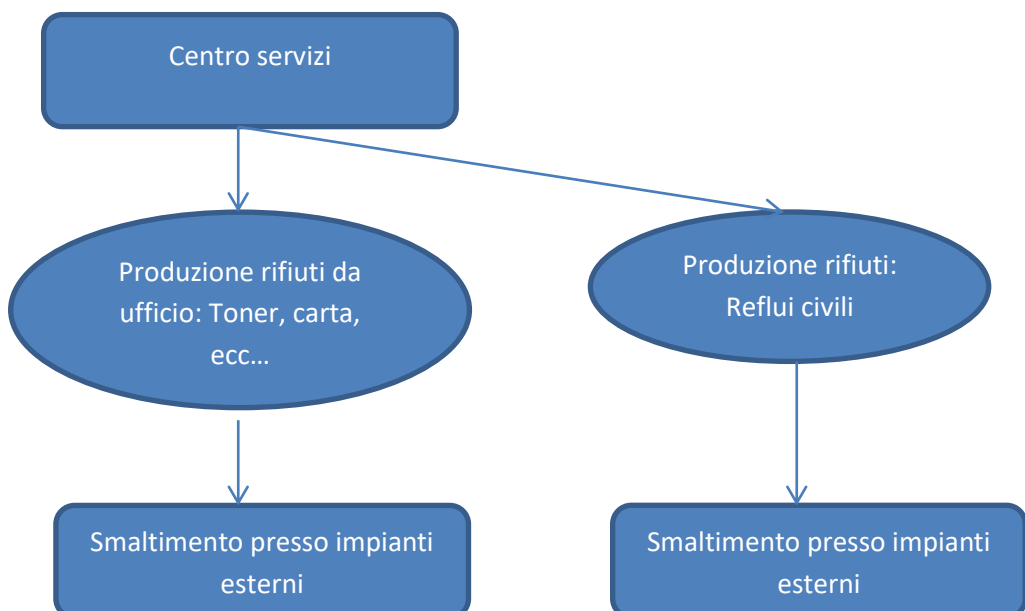 Centro servizi
Produzione rifiuti da
ufficio: Toner, carta,
ecc…
Produzione rifiuti:
Reflui civili
Smaltimento presso impianti
esterni
Smaltimento presso impianti
esterni